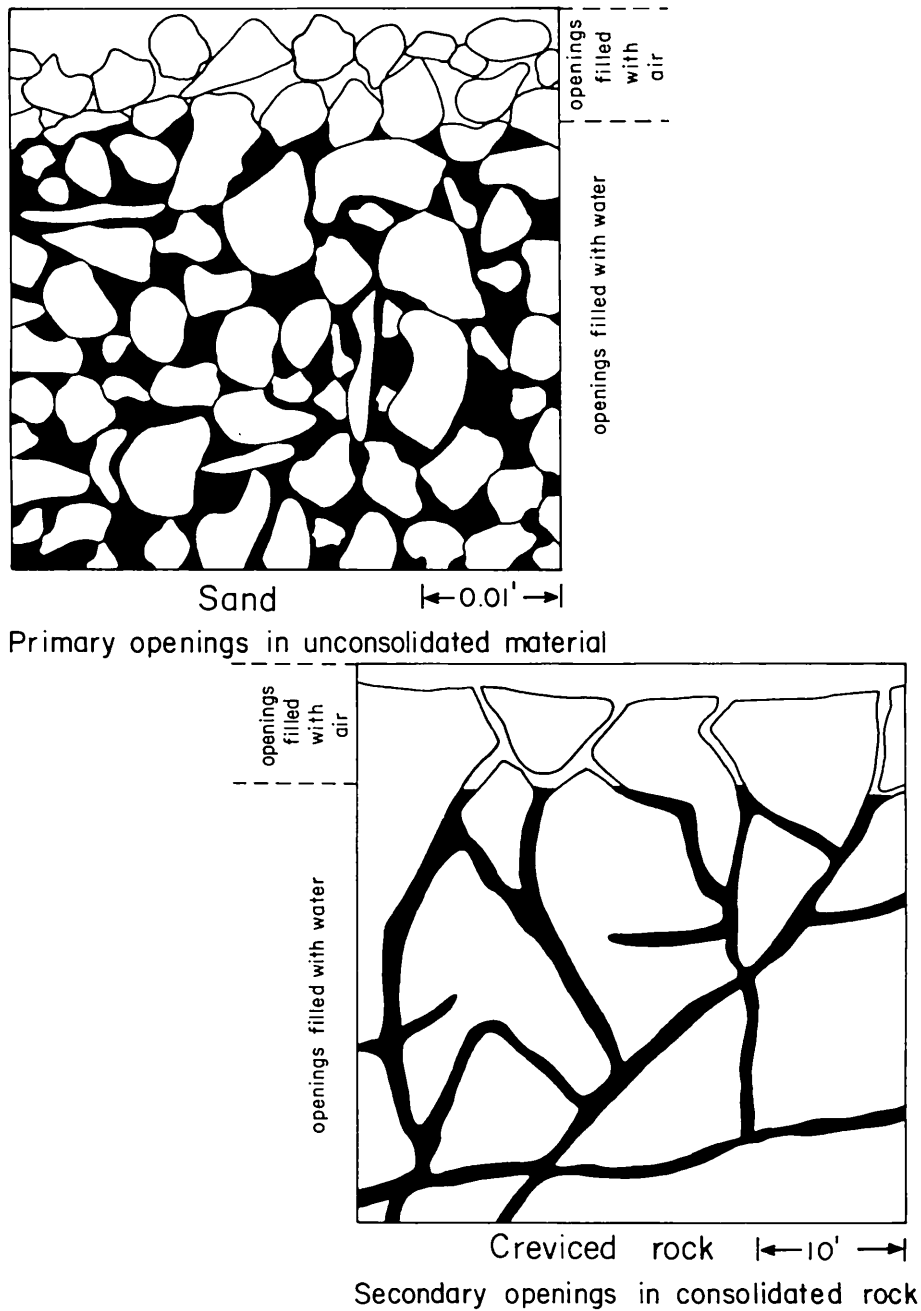 openings
filled
with
air
openings filled with water
Sand
0.01'
Primary openings in unconsolidated material
openings
filled
with
air
openings filled with water
Creviced rock
10'
Secondary openings in consolidated rock